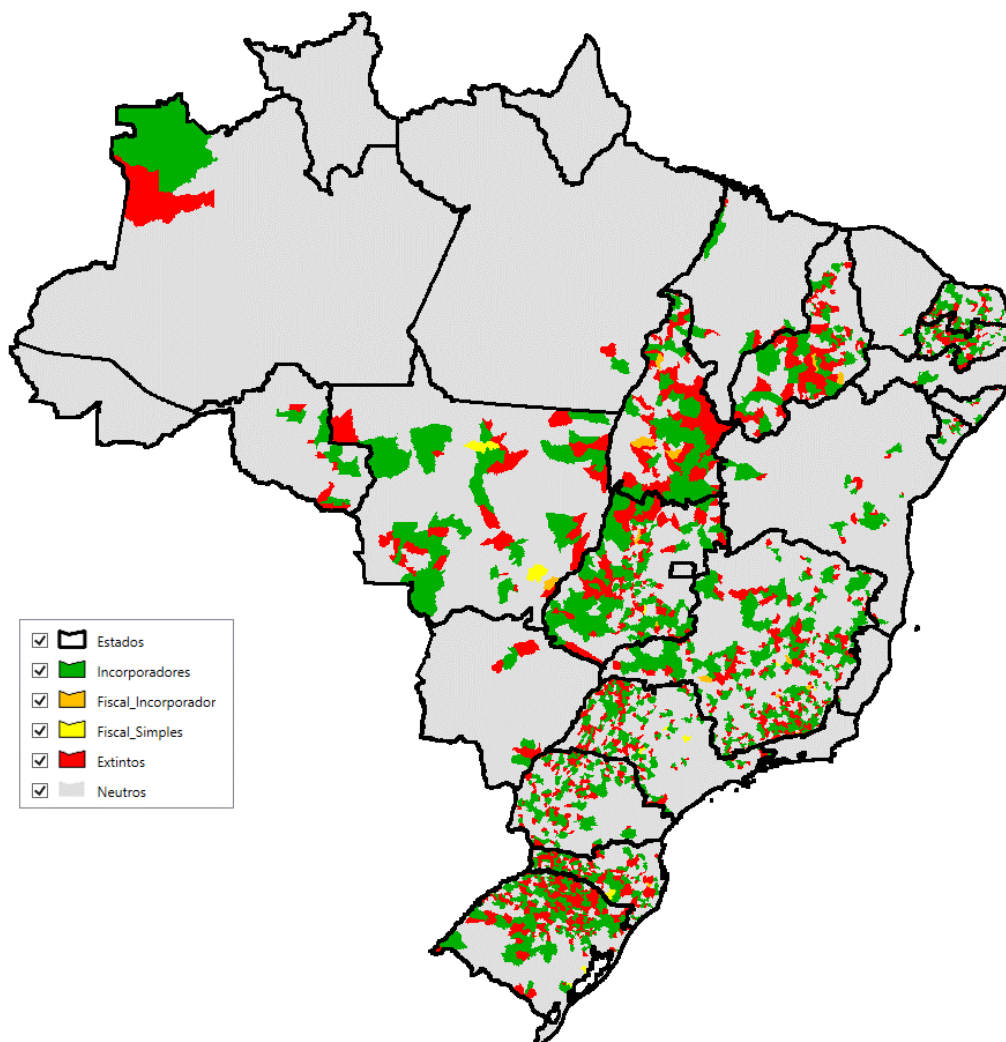 Estados
Incorporadores
Fiscal_Incorporador
Fiscal_Simples
Extintos
Neutros